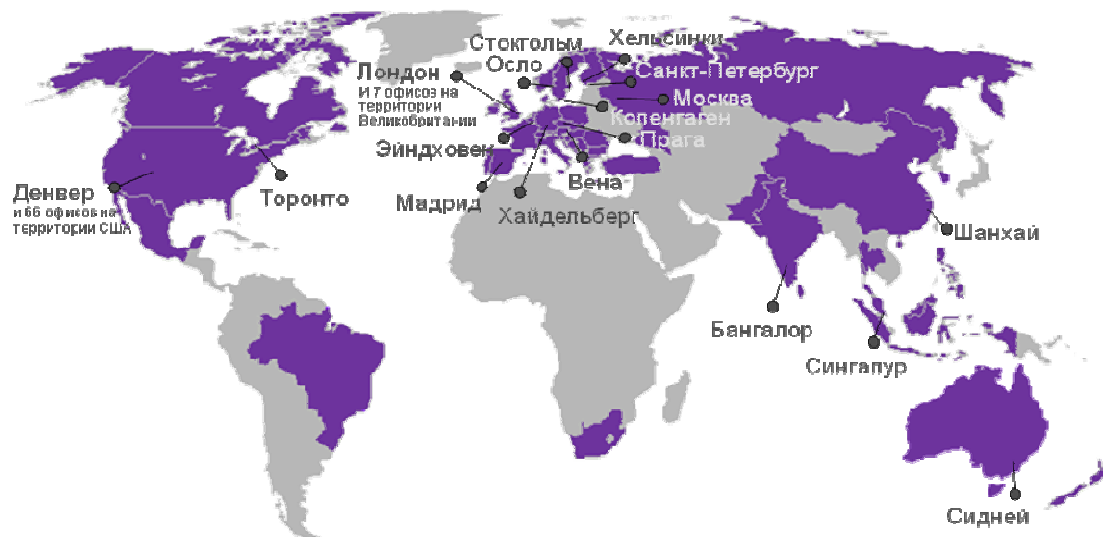 Хельсинки
Стоктольм
Осло
Санкт-Петербург
Лондон
и 7 офисов на
территории
Великобритании
Москва
Копенгаген
Прага
Эйндховен
Вена
Денвер
и 66 офисов на
территории США
Торонто
Мадрид
Хайдельберг
Шанхай
Бангалор
Сингапур
Сидней